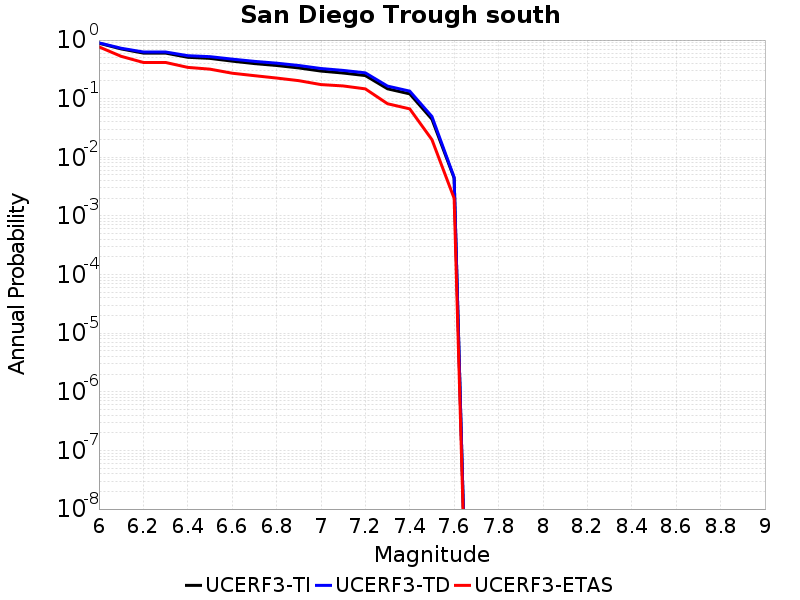 San Diego Trough south
Annual Probability
10^0
10^-1
10^-2
10^-3
10^-4
10^-5
10^-6
10^-7
10^-8
6 6.2 6.4 6.6 6.8 7 7.2 7.4 7.6 7.8 8 8.2 8.4 8.6 8.8 9
Magnitude
UCERF3-TI UCERF3-TD UCERF3-ETAS